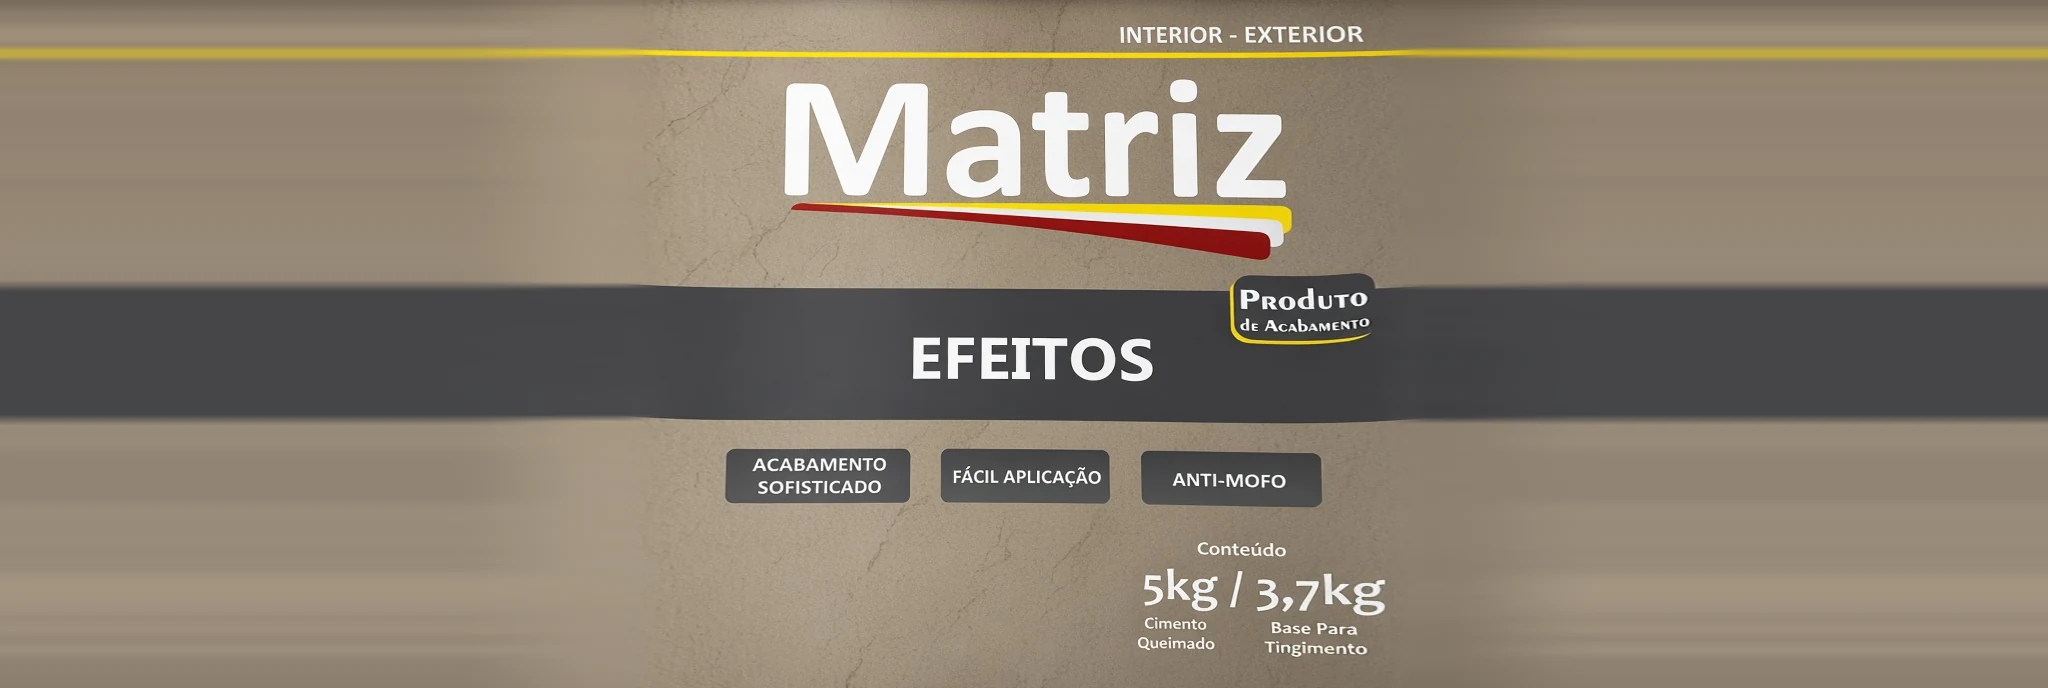 INTERIOR - EXTERIOR
Matriz
PRODUTO
de ACAbAMENTO
EFEITOS
ACABAMENTO
SOFISTICADO
FÁCIL APLICAÇÃO
ANTI-MOFO
Conteúdo
5kg / 3,7kg
Cimento
Queimado
Base Para
Tingimento